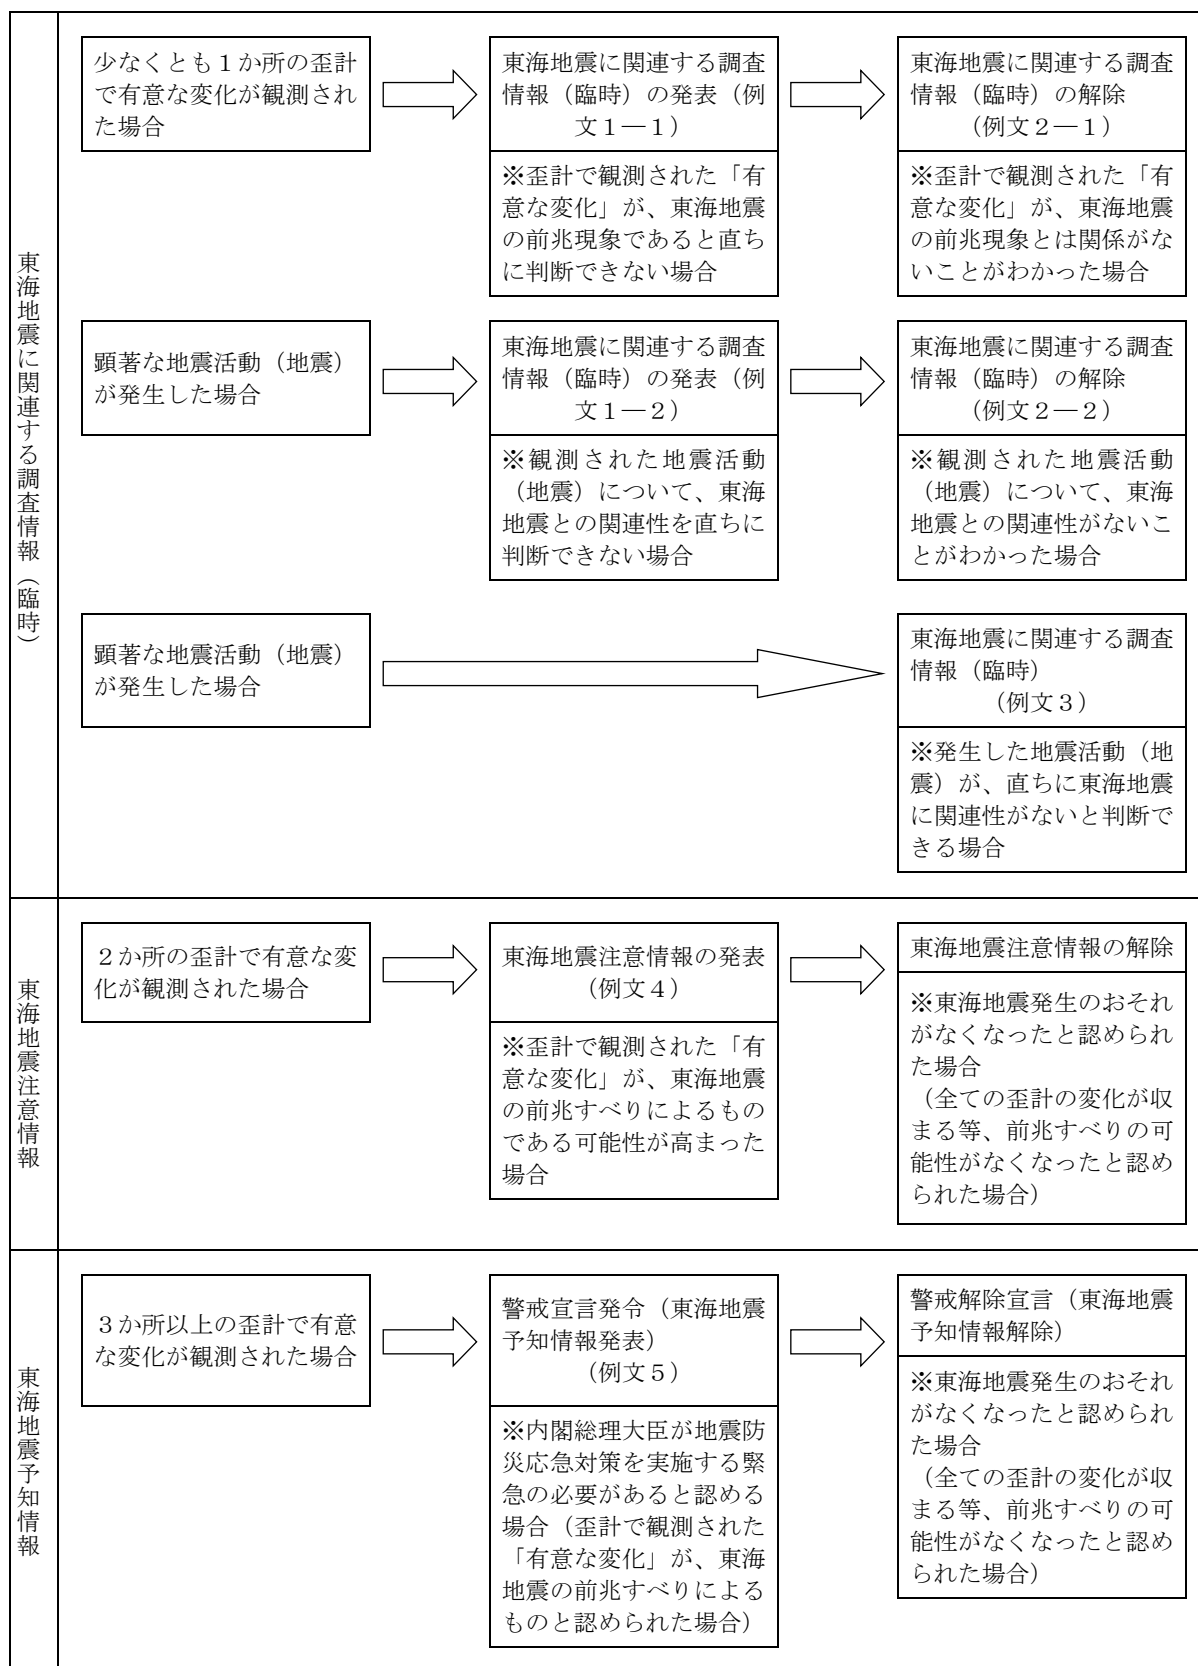 東海地震に関連する調査情報（臨時）
少なくとも１か所の歪計
で有意な変化が観測され
た場合
東海地震に関連する調査
情報（臨時）の発表（例
文１―１）
※歪計で観測された「有
意な変化」が、東海地震
の前兆現象であると直ち
に判断できない場合
東海地震に関連する調査
情報（臨時）の解除
（例文２―１）
※歪計で観測された「有
意な変化」が、東海地震
の前兆現象とは関係がな
いことがわかった場合
顕著な地震活動（地震）
が発生した場合
東海地震に関連する調査
情報（臨時）の発表（例
文１―２）
※観測された地震活動
（地震）について、東海
地震との関連性を直ちに
判断できない場合
東海地震に関連する調査
情報（臨時）の解除
（例文２―２）
※観測された地震活動
（地震）について、東海
地震との関連性がないこ
とがわかった場合
顕著な地震活動（地震）
が発生した場合
東海地震に関連する調査
情報（臨時）
（例文３）
※発生した地震活動（地
震）が、直ちに東海地震
に関連性がないと判断で
きる場合
東海地震注意情報
２か所の歪計で有意な変
化が観測された場合
東海地震注意情報の発表
（例文４）
※歪計で観測された「有
意な変化」が、東海地震
の前兆すべりによるもの
である可能性が高まった
場合
東海地震注意情報の解除
※東海地震発生のおそれ
がなくなったと認められ
た場合
（全ての歪計の変化が収
まる等、前兆すべりの可
能性がなくなったと認め
られた場合）
東海地震予知情報
３か所以上の歪計で有意
な変化が観測された場合
警戒宣言発令（東海地震
予知情報発表）
（例文５）
※内閣総理大臣が地震防
災応急対策を実施する緊
急の必要があると認める
場合（歪計で観測された
「有意な変化」が、東海
地震の前兆すべりによる
ものと認められた場合）
警戒解除宣言（東海地震
予知情報解除）
※東海地震発生のおそれ
がなくなったと認められ
た場合
（全ての歪計の変化が収
まる等、前兆すべりの可
能性がなくなったと認め
られた場合）